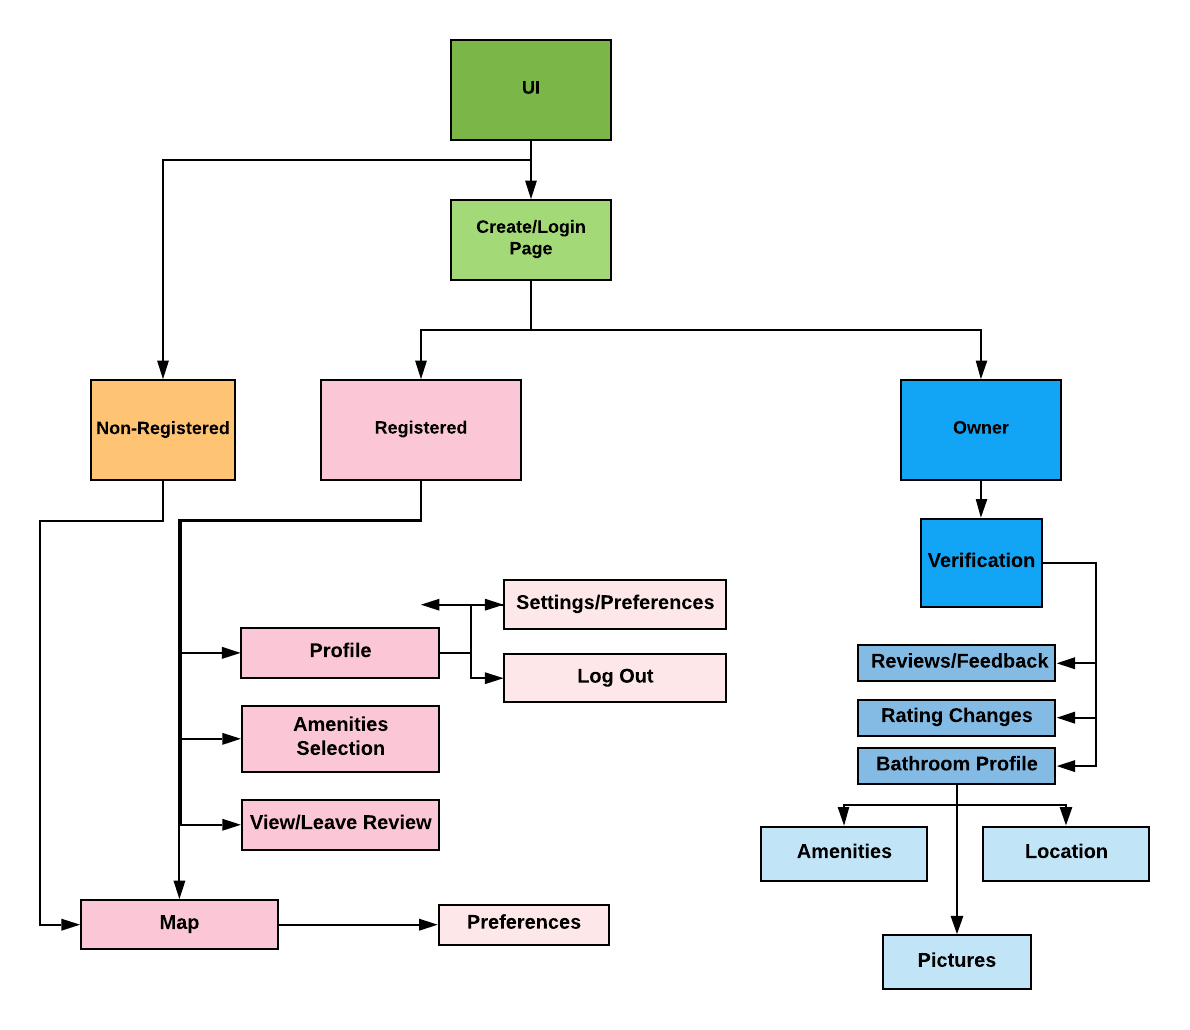 UI
Create/Login
Page
Non-Registered
Registered
Owner
Verification
Settings/Preferences
Profile
Log Out
Reviews/Feedback
Amenities
Selection
Rating Changes
Bathroom Profile
View/Leave Review
Amenities
Location
Map
Preferences
Pictures